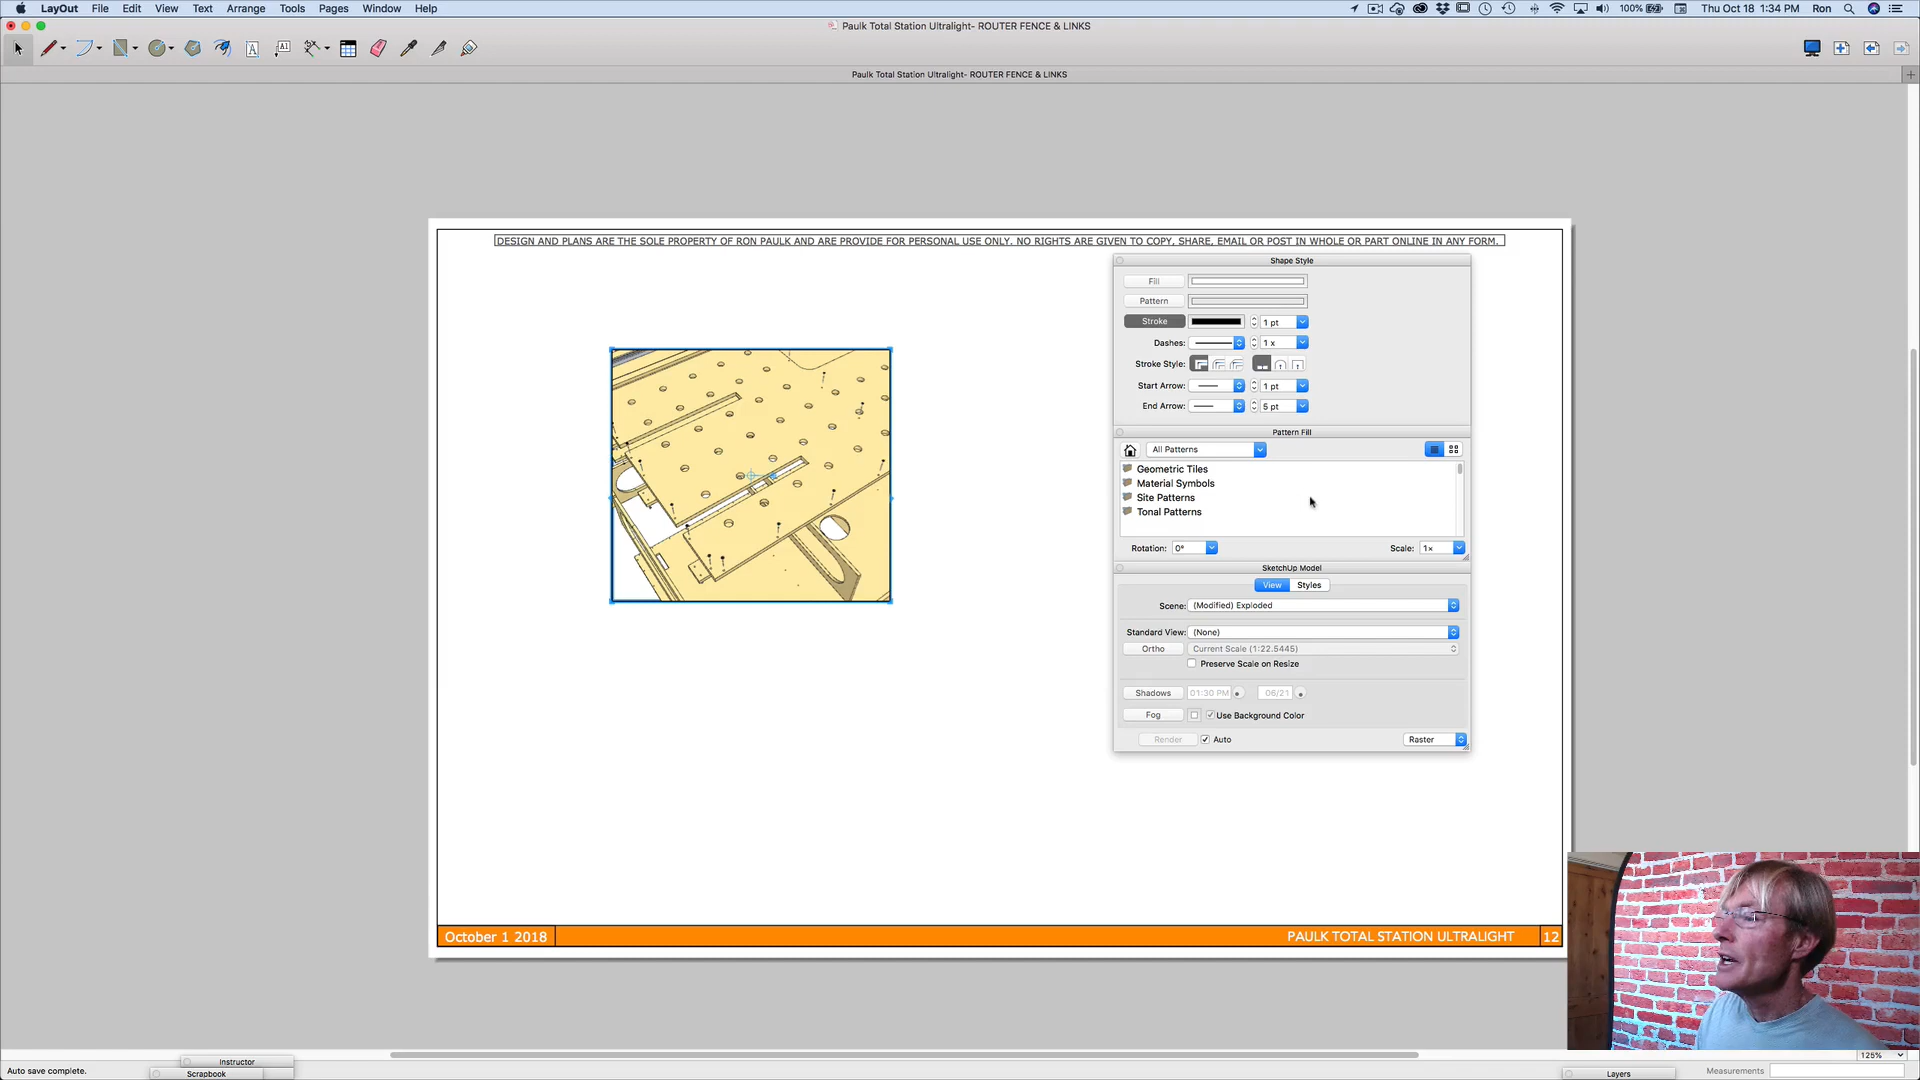 LayOut File Edit View Text Arrange Tools Pages Window Help
100% Thu Oct 18 1:34 PM Ron
Paulk Total Station Ultralight- ROUTER FENCE & LINKS
Paulk Total Station Ultralight- ROUTER FENCE & LINKS
DESIGN AND PLANS ARE THE SOLE PROPERTY OF RON PAULK AND ARE PROVIDE FOR PERSONAL USE ONLY. NO RIGHTS ARE GIVEN TO COPY, SHARE, EMAIL OR POST IN WHOLE OR PART ONLINE IN ANY FORM.
Shape Style
Fill
Pattern
Stroke 1 pt
Dashes: 1 x
Stroke Style:
Start Arrow: 1 pt
End Arrow: 5 pt
Pattern Fill
All Patterns
Geometric Tiles
Material Symbols
Site Patterns
Tonal Patterns
Rotation: 0° Scale: 1x
SketchUp Model
View Styles
Scene: (Modified) Exploded
Standard View: (None)
Ortho Current Scale (1:22.5445)
Preserve Scale on Resize
Shadows 01:30 PM 06/21
Fog Use Background Color
Render Auto Raster
October 1 2018 PAULK TOTAL STATION ULTRALIGHT 12
125%
Instructor
Auto save complete. Scrapbook Layers Measurements